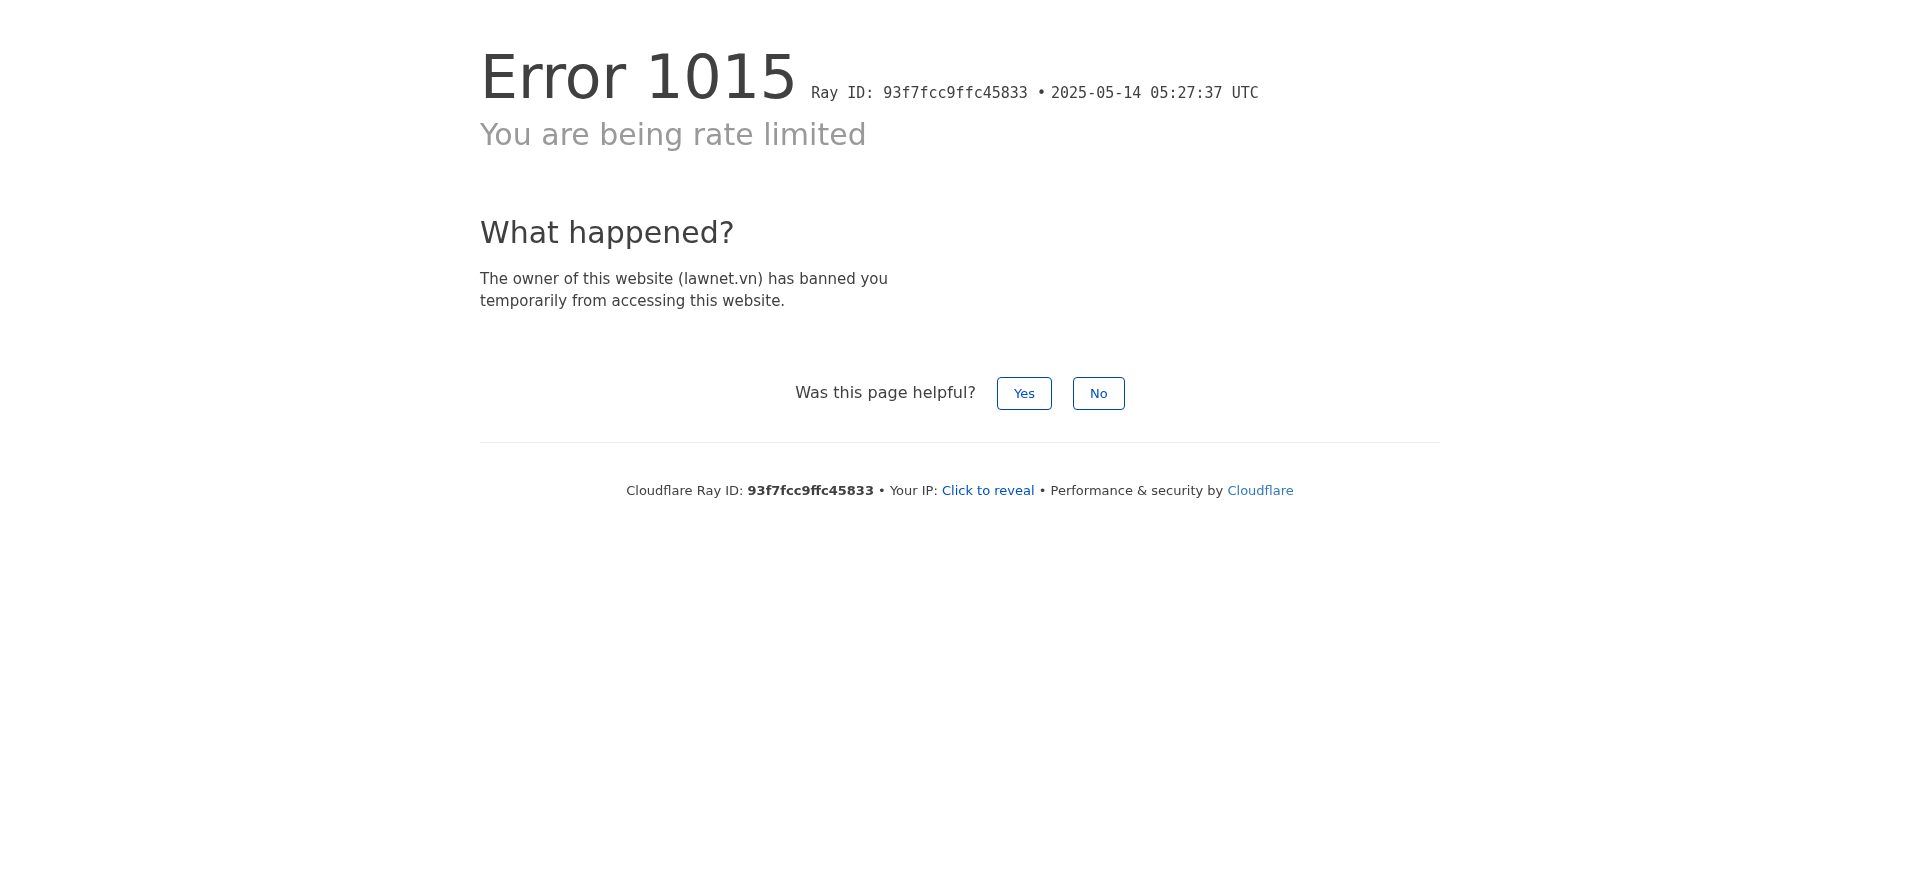 Error 1015 Ray ID: 93f7fcc9ffc45833 • 2025-05-14 05:27:37 UTC
You are being rate limited
What happened?
The owner of this website (lawnet.vn) has banned you
temporarily from accessing this website.
Was this page helpful? Yes No
Cloudflare Ray ID: 93f7fcc9ffc45833 • Your IP: Click to reveal • Performance & security by Cloudflare